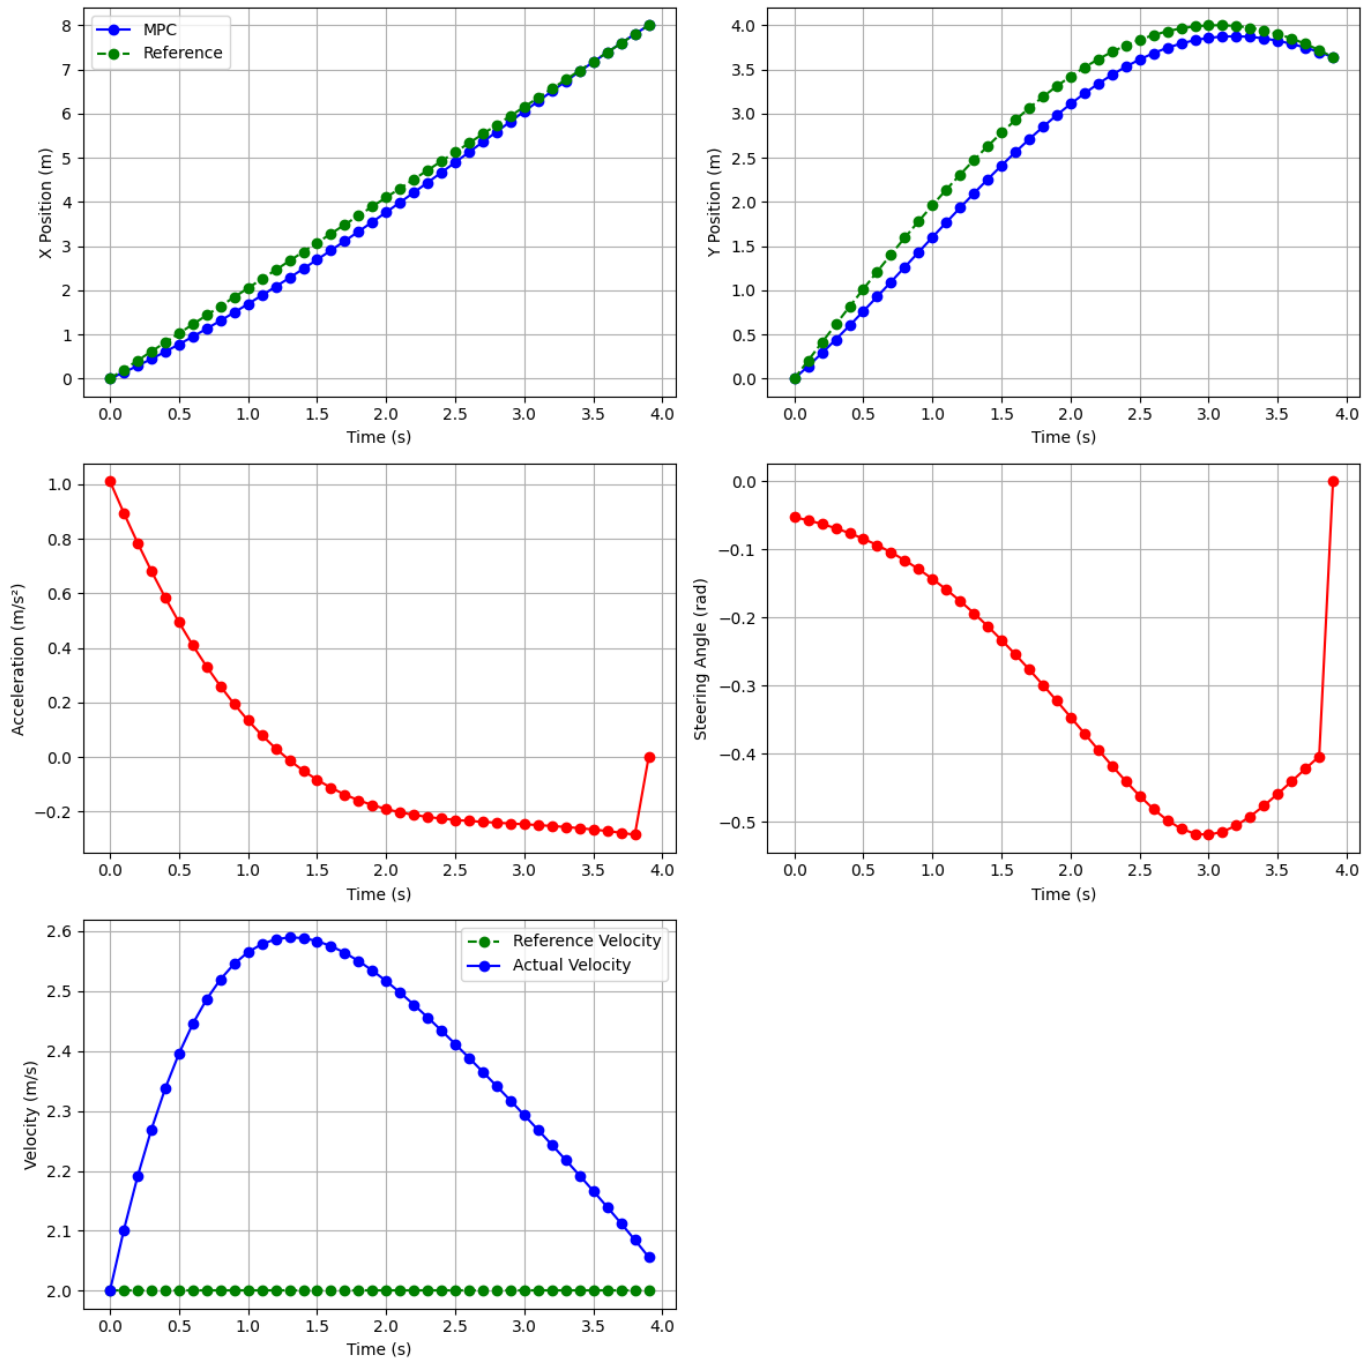 8
7
6
5
4
3
2
1
0
X Position (m)
MPC
Reference
0.0 0.5 1.0 1.5 2.0 2.5 3.0 3.5 4.0
Time (s)
4.0
3.5
3.0
2.5
2.0
1.5
1.0
0.5
0.0
Y Position (m)
0.0 0.5 1.0 1.5 2.0 2.5 3.0 3.5 4.0
Time (s)
1.0
0.8
0.6
0.4
0.2
0.0
−0.2
Acceleration (m/s²)
0.0 0.5 1.0 1.5 2.0 2.5 3.0 3.5 4.0
Time (s)
0.0
−0.1
−0.2
−0.3
−0.4
−0.5
Steering Angle (rad)
0.0 0.5 1.0 1.5 2.0 2.5 3.0 3.5 4.0
Time (s)
2.6
2.5
2.4
2.3
2.2
2.1
2.0
Velocity (m/s)
Reference Velocity
Actual Velocity
0.0 0.5 1.0 1.5 2.0 2.5 3.0 3.5 4.0
Time (s)